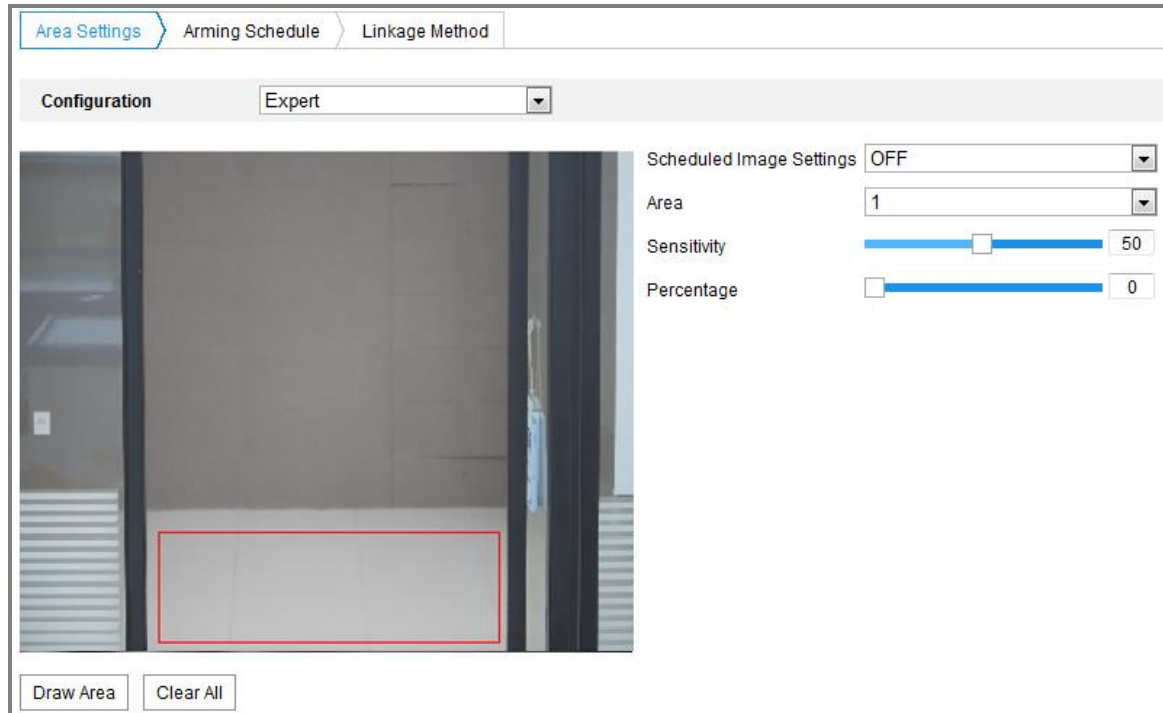 Area Settings Arming Schedule Linkage Method
Configuration Expert
Scheduled Image Settings OFF
Area 1
Sensitivity 50
Percentage 0
Draw Area Clear All